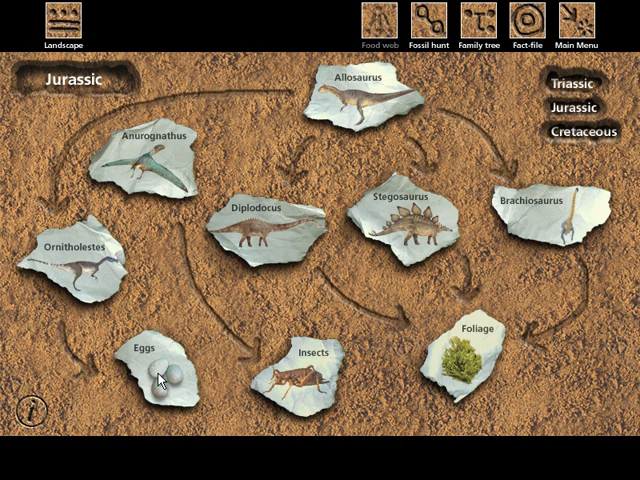 Landscape
Food web
Fossil hunt
Family tree
Fact-file
Main Menu
Jurassic
Triassic
Jurassic
Cretaceous
Allosaurus
Anurognathus
Diplodocus
Stegosaurus
Brachiosaurus
Ornitholestes
Eggs
Insects
Foliage
i